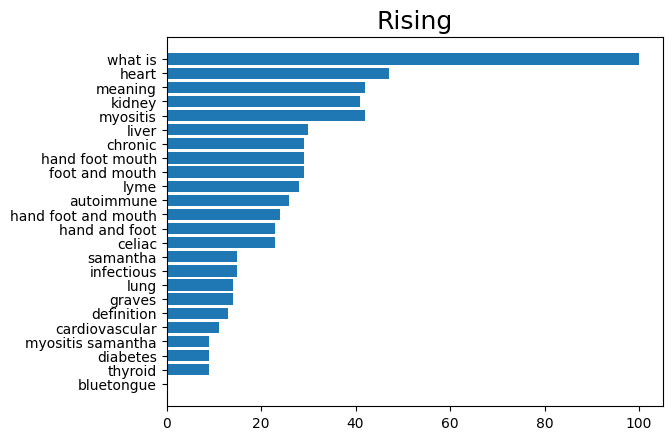 Rising
what is
heart
meaning
kidney
myositis
liver
chronic
hand foot mouth
foot and mouth
lyme
autoimmune
hand foot and mouth
hand and foot
celiac
samantha
infectious
lung
graves
definition
cardiovascular
myositis samantha
diabetes
thyroid
bluetongue
0 20 40 60 80 100